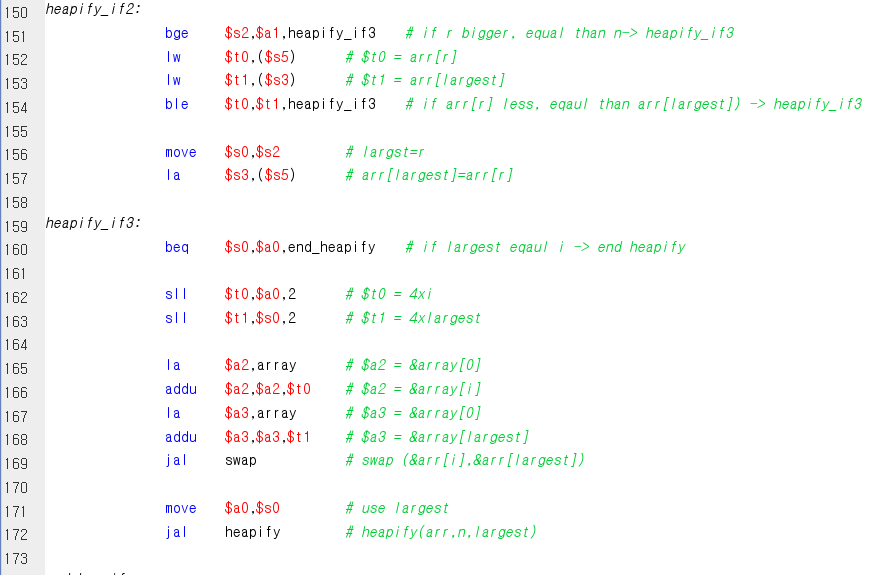 150 heapify_if2:
151 bge $s2,$a1,heapify_if3 # if r bigger, equal than n-> heapify_if3
152 lw $t0,($s5) # $t0 = arr[r]
153 lw $t1,($s3) # $t1 = arr[largest]
154 ble $t0,$t1,heapify_if3 # if arr[r] less, eqaul than arr[largest]) -> heapify_if3
155
156 move $s0,$s2 # largst=r
157 la $s3,($s5) # arr[largest]=arr[r]
158
159 heapify_if3:
160 beq $s0,$a0,end_heapify # if largest eqaul i -> end heapify
161
162 sll $t0,$a0,2 # $t0 = 4xi
163 sll $t1,$s0,2 # $t1 = 4xlargest
164
165 la $a2,array # $a2 = &array[0]
166 addu $a2,$a2,$t0 # $a2 = &array[i]
167 la $a3,array # $a3 = &array[0]
168 addu $a3,$a3,$t1 # $a3 = &array[largest]
169 jal swap # swap (&arr[i],&arr[largest])
170
171 move $a0,$s0 # use largest
172 jal heapify # heapify(arr,n,largest)
173